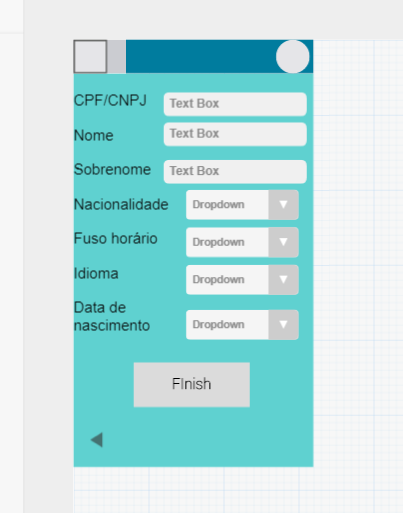 CPF/CNPJ Text Box
Nome Text Box
Sobrenome Text Box
Nacionalidade Dropdown
Fuso horário Dropdown
Idioma Dropdown
Data de
nascimento Dropdown
FInish